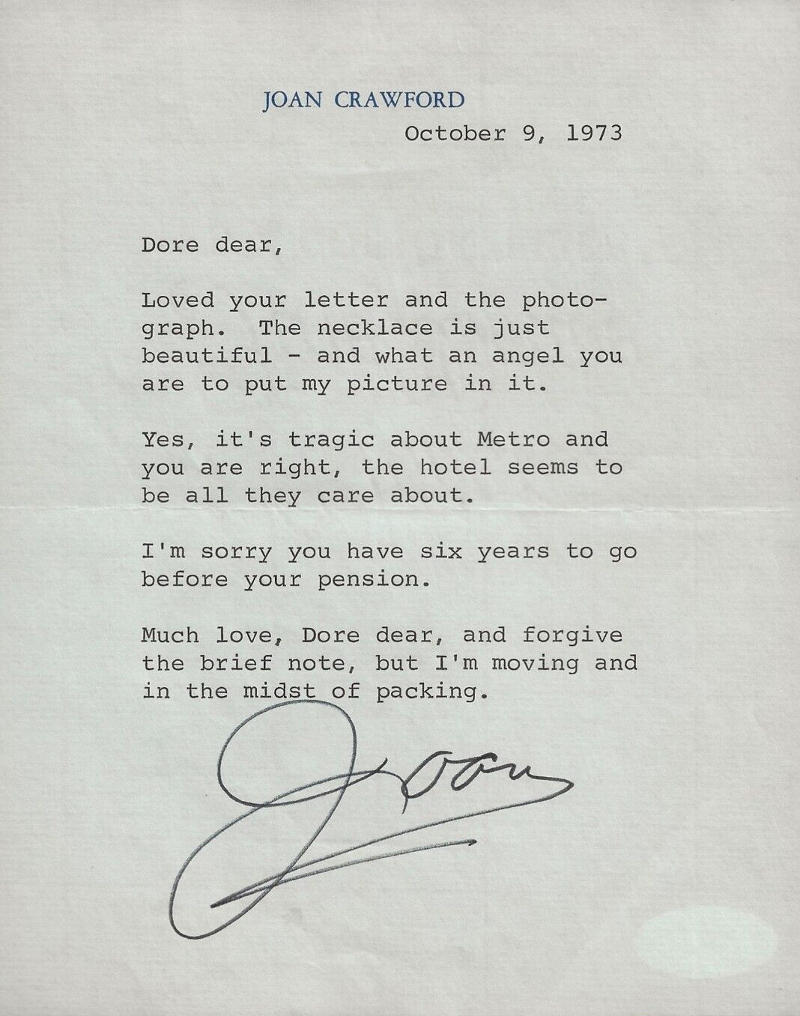 JOAN CRAWFORD
October 9, 1973
Dore dear,
Loved your letter and the photo-
graph.  The necklace is just
beautiful - and what an angel you
are to put my picture in it.
Yes, it's tragic about Metro and
you are right, the hotel seems to
be all they care about.
I'm sorry you have six years to go
before your pension.
Much love, Dore dear, and forgive
the brief note, but I'm moving and
in the midst of packing.
Joan